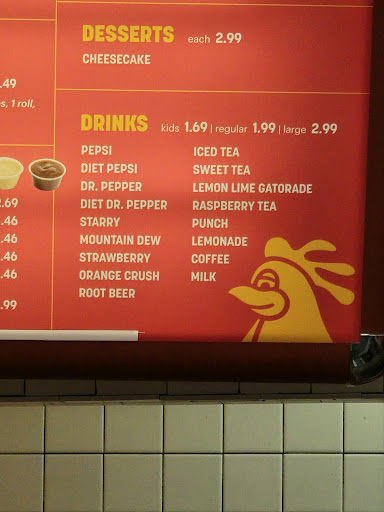 DESSERTS each 2.99
CHEESECAKE
.49
s, 1 roll,
DRINKS kids 1.69 | regular 1.99 | large 2.99
PEPSI
DIET PEPSI
DR. PEPPER
DIET DR. PEPPER
STARRY
MOUNTAIN DEW
STRAWBERRY
ORANGE CRUSH
ROOT BEER
ICED TEA
SWEET TEA
LEMON LIME GATORADE
RASPBERRY TEA
PUNCH
LEMONADE
COFFEE
MILK
.69
.46
.46
.46
.46
.99